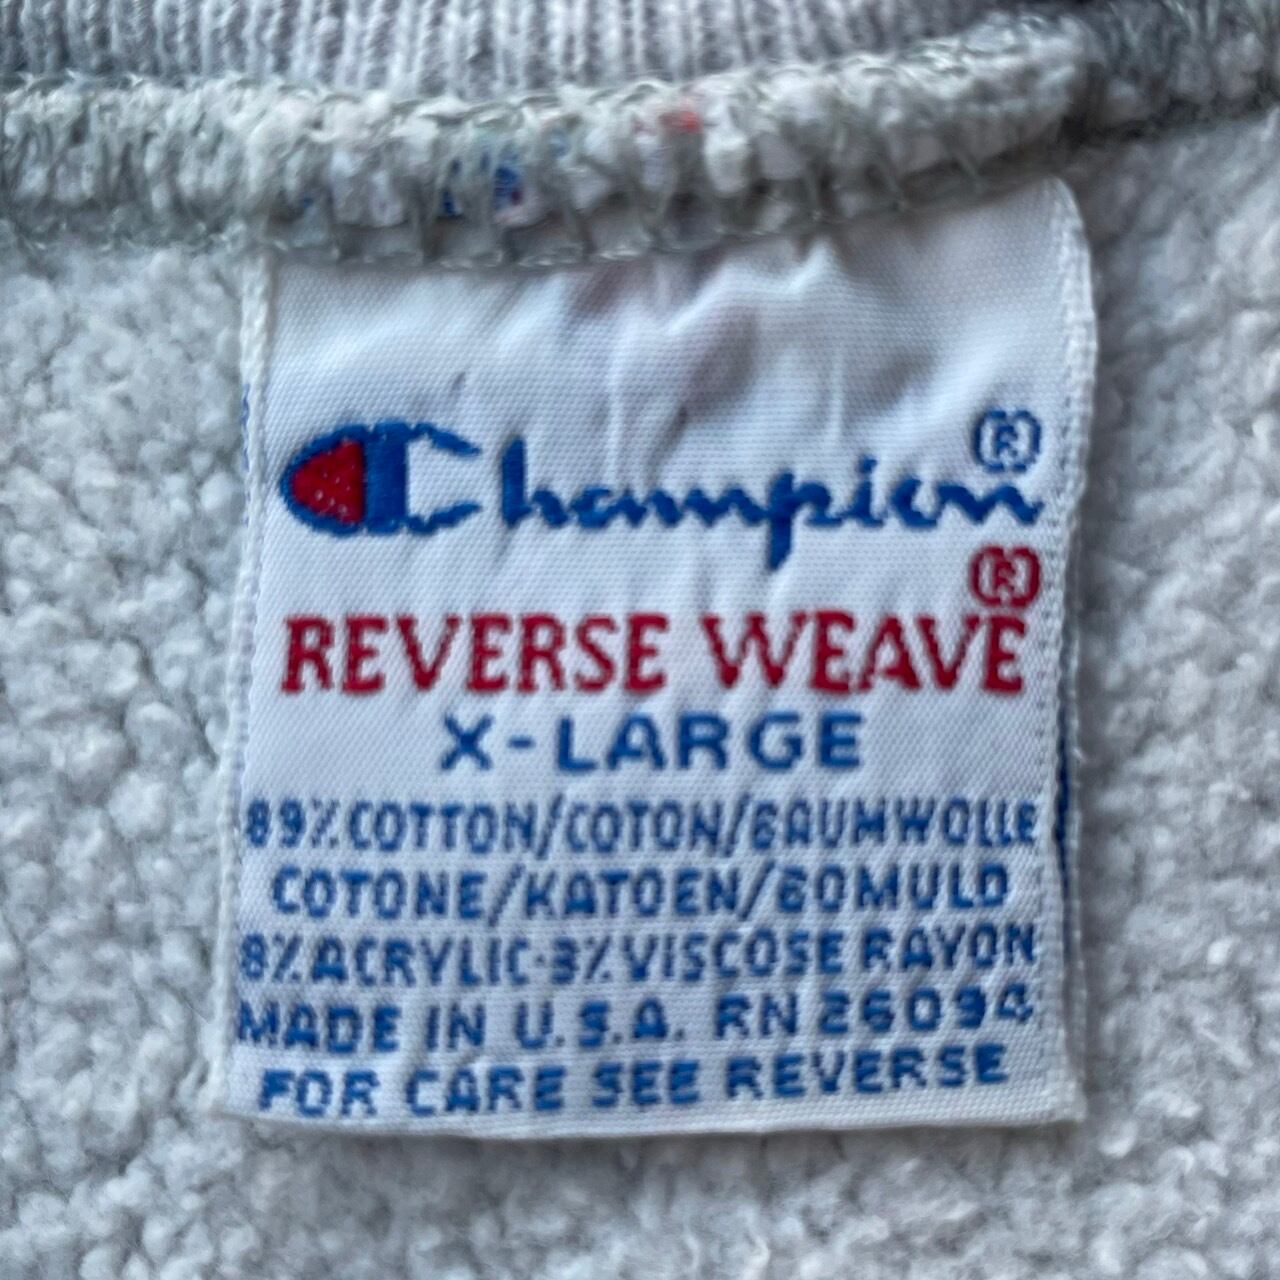 Champion®
REVERSE WEAVE®
X-LARGE
89% COTTON/COTON/BAUMWOLLE
COTONE/KATOEN/BOMULD
8% ACRYLIC·3% VISCOSE RAYON
MADE IN U.S.A. RN 26094
FOR CARE SEE REVERSE